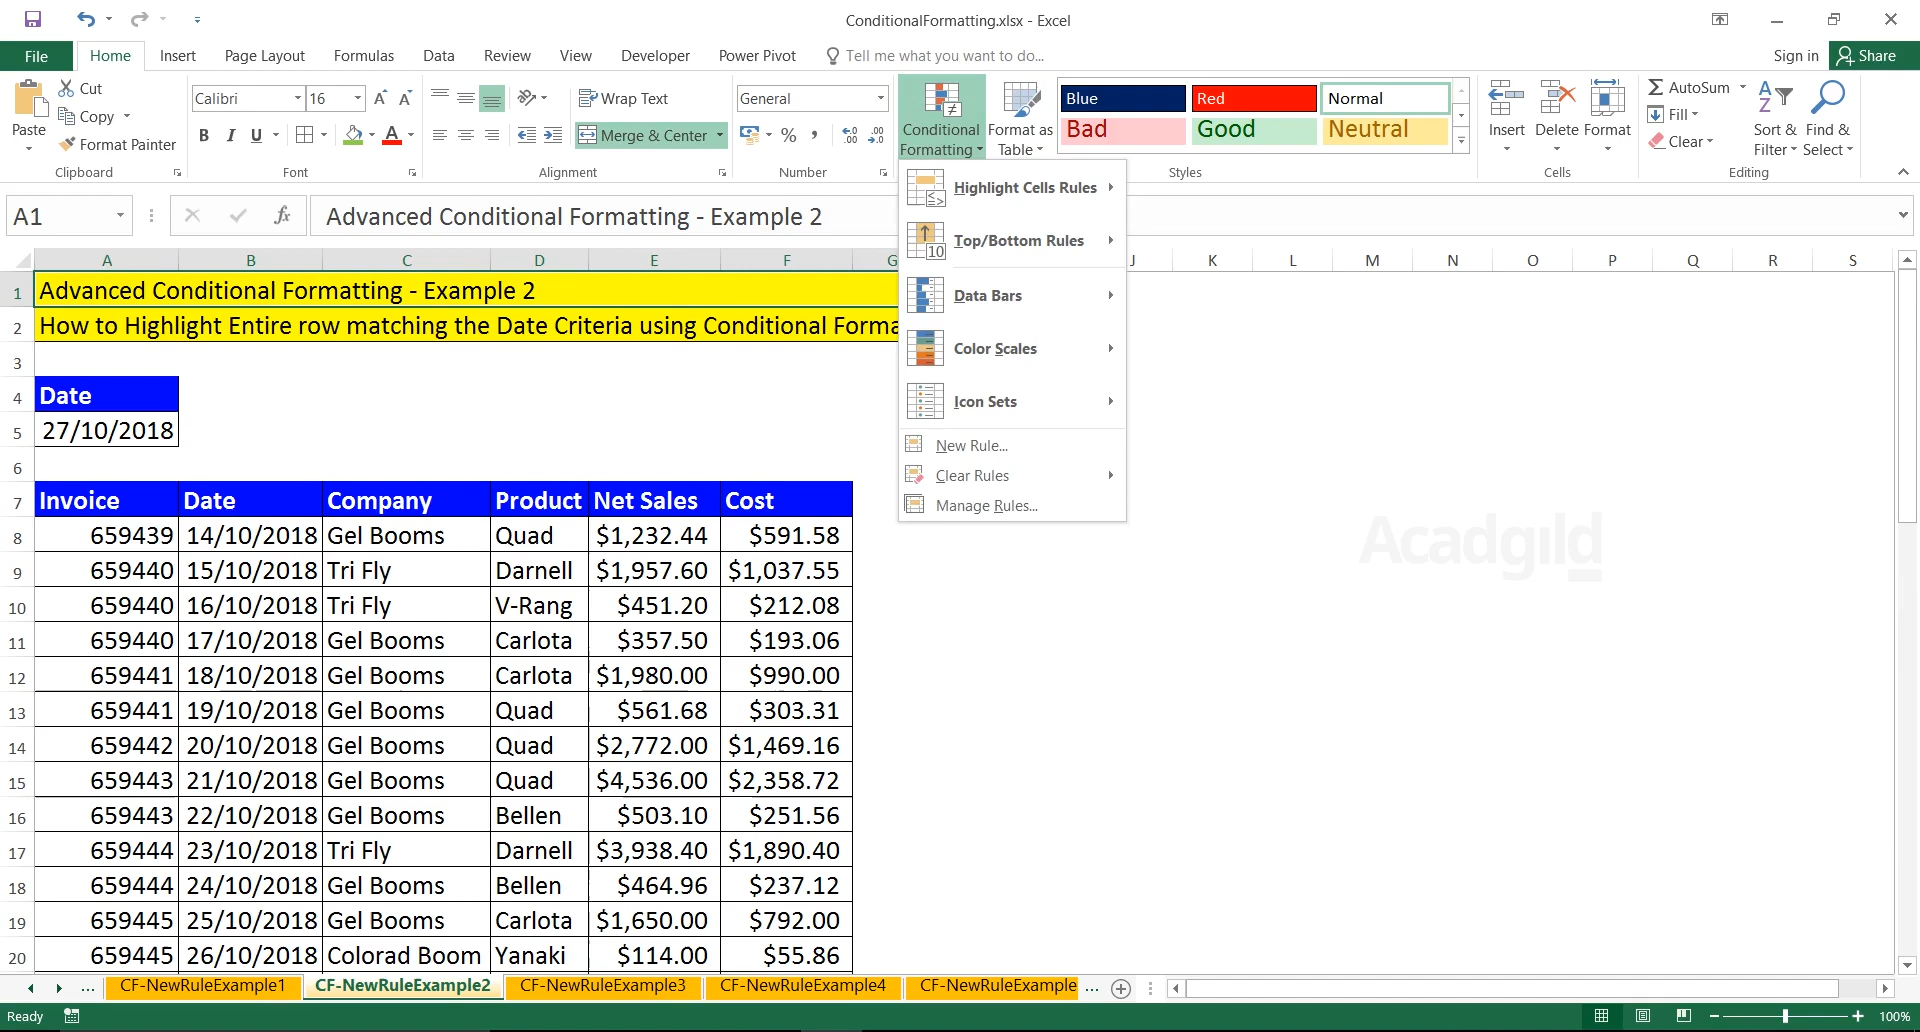 ConditionalFormatting.xlsx - Excel
File Home Insert Page Layout Formulas Data Review View Developer Power Pivot Tell me what you want to do... Sign in Share
Cut
Copy
Format Painter
Paste
Clipboard
Calibri 16
B I U
Font
Wrap Text
Merge & Center
Alignment
General
Number
Conditional Formatting
Format as Table
Blue Red Normal
Bad Good Neutral
Styles
Insert Delete Format
Cells
AutoSum
Fill
Clear
Sort & Filter
Find & Select
Editing
A1 fx Advanced Conditional Formatting - Example 2
Highlight Cells Rules
Top/Bottom Rules
Data Bars
Color Scales
Icon Sets
New Rule...
Clear Rules
Manage Rules...
A B C D E F G J K L M N O P Q R S
1 Advanced Conditional Formatting - Example 2
2 How to Highlight Entire row matching the Date Criteria using Conditional Forma
3
4 Date
5 27/10/2018
6
7 Invoice Date Company Product Net Sales Cost
8 659439 14/10/2018 Gel Booms Quad $1,232.44 $591.58
9 659440 15/10/2018 Tri Fly Darnell $1,957.60 $1,037.55
10 659440 16/10/2018 Tri Fly V-Rang $451.20 $212.08
11 659440 17/10/2018 Gel Booms Carlota $357.50 $193.06
12 659441 18/10/2018 Gel Booms Carlota $1,980.00 $990.00
13 659441 19/10/2018 Gel Booms Quad $561.68 $303.31
14 659442 20/10/2018 Gel Booms Quad $2,772.00 $1,469.16
15 659443 21/10/2018 Gel Booms Quad $4,536.00 $2,358.72
16 659443 22/10/2018 Gel Booms Bellen $503.10 $251.56
17 659444 23/10/2018 Tri Fly Darnell $3,938.40 $1,890.40
18 659444 24/10/2018 Gel Booms Bellen $464.96 $237.12
19 659445 25/10/2018 Gel Booms Carlota $1,650.00 $792.00
20 659445 26/10/2018 Colorad Boom Yanaki $114.00 $55.86
Acadgild
... CF-NewRuleExample1 CF-NewRuleExample2 CF-NewRuleExample3 CF-NewRuleExample4 CF-NewRuleExample ...
Ready 100%